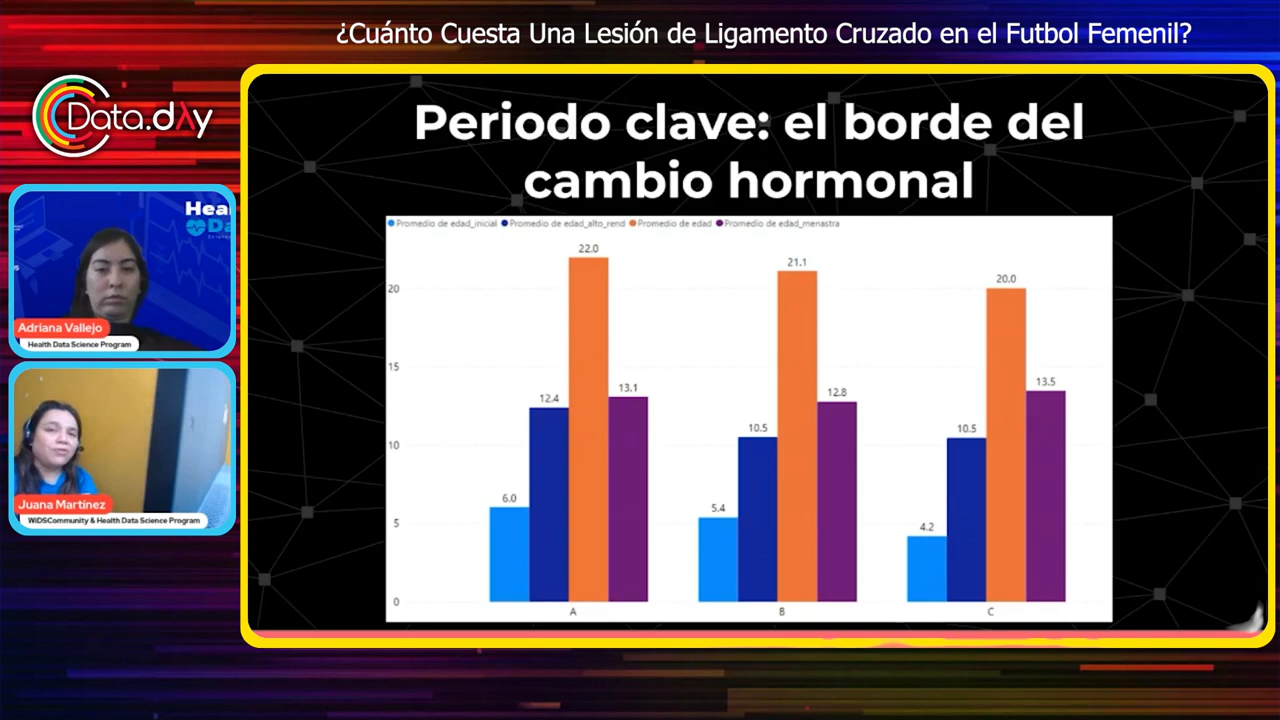 ¿Cuánto Cuesta Una Lesión de Ligamento Cruzado en el Futbol Femenil?
Data.dAy
Periodo clave: el borde del
cambio hormonal
Promedio de edad_inicial Promedio de edad_alto_rend Promedio de edad Promedio de edad_menastra
22.0
21.1
20.0
20
15
13.1
12.4
12.8
13.5
10.5
10.5
10
6.0
5.4
4.2
5
0
A
B
C
Adriana Vallejo
Health Data Science Program
Juana Martínez
WiDSCommunity & Health Data Science Program